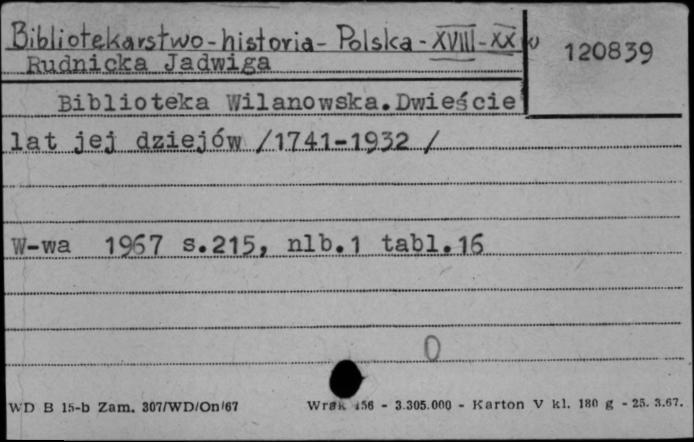 Bibliotekarstwo - historia - Polska - XVIII - XX w
120839
Rudnicka Jadwiga
Biblioteka Wilanowska.Dwieście
lat jej dziejów /1741-1932 /
W-wa 1967 s.215, nlb.1 tabl.16
0
WD B 15-b Zam. 307/WD/On/67 Wrsk 156 - 3.305.000 - Karton V kl. 180 g - 25. 3.67.